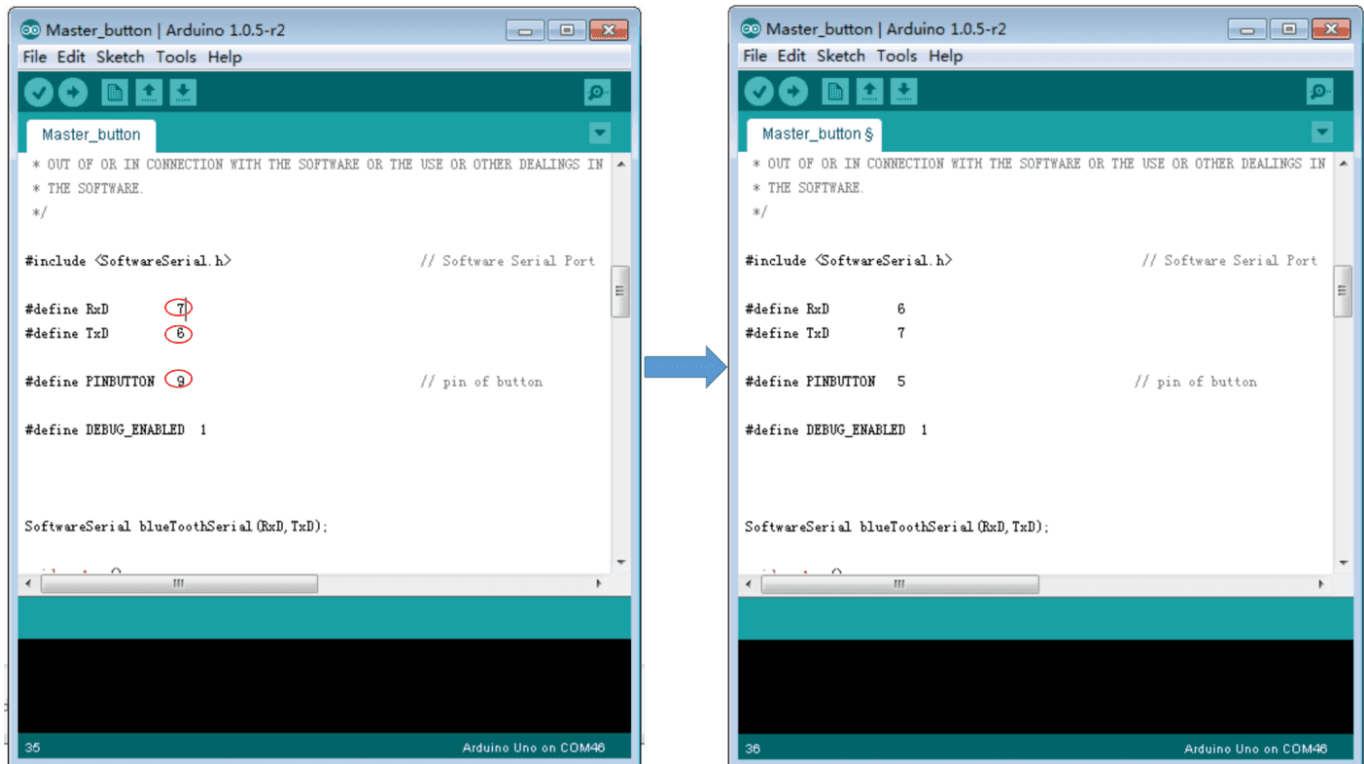 Master_button | Arduino 1.0.5-r2
File Edit Sketch Tools Help
Master_button
* OUT OF OR IN CONNECTION WITH THE SOFTWARE OR THE USE OR OTHER DEALINGS IN
* THE SOFTWARE.
*/
#include <SoftwareSerial.h> // Software Serial Port
#define RxD 7
#define TxD 6
#define PINBUTTON 9 // pin of button
#define DEBUG_ENABLED 1
SoftwareSerial blueToothSerial(RxD,TxD);
35 Arduino Uno on COM46
Master_button | Arduino 1.0.5-r2
File Edit Sketch Tools Help
Master_button §
* OUT OF OR IN CONNECTION WITH THE SOFTWARE OR THE USE OR OTHER DEALINGS IN
* THE SOFTWARE.
*/
#include <SoftwareSerial.h> // Software Serial Port
#define RxD 6
#define TxD 7
#define PINBUTTON 5 // pin of button
#define DEBUG_ENABLED 1
SoftwareSerial blueToothSerial(RxD,TxD);
36 Arduino Uno on COM46